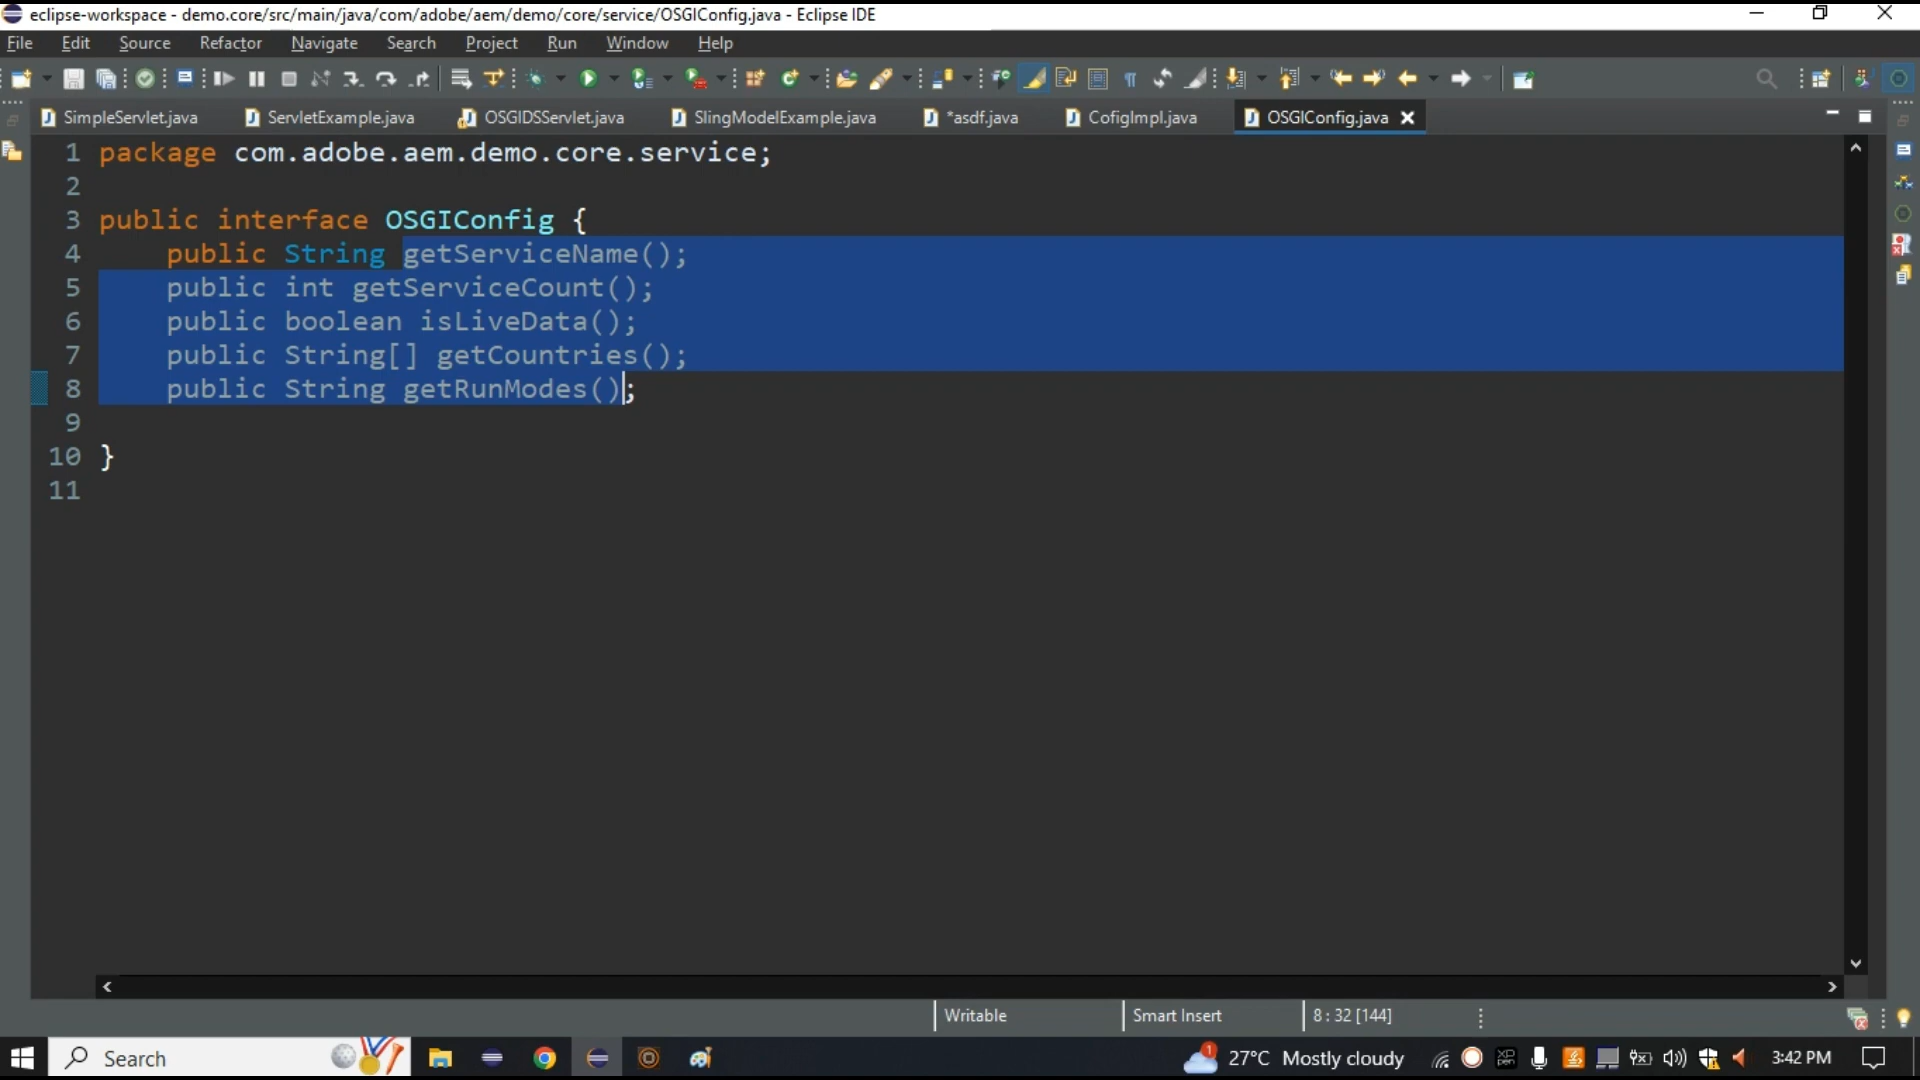 eclipse-workspace - demo.core/src/main/java/com/adobe/aem/demo/core/service/OSGIConfig.java - Eclipse IDE
File Edit Source Refactor Navigate Search Project Run Window Help
SimpleServlet.java ServletExample.java OSGIDSServlet.java SlingModelExample.java *asdf.java CofigImpl.java OSGIConfig.java
1 package com.adobe.aem.demo.core.service;
2
3 public interface OSGIConfig {
4 public String getServiceName();
5 public int getServiceCount();
6 public boolean isLiveData();
7 public String[] getCountries();
8 public String getRunModes();
9
10 }
11
Writable Smart Insert 8 : 32 [144]
Search 1 27°C Mostly cloudy 3:42 PM